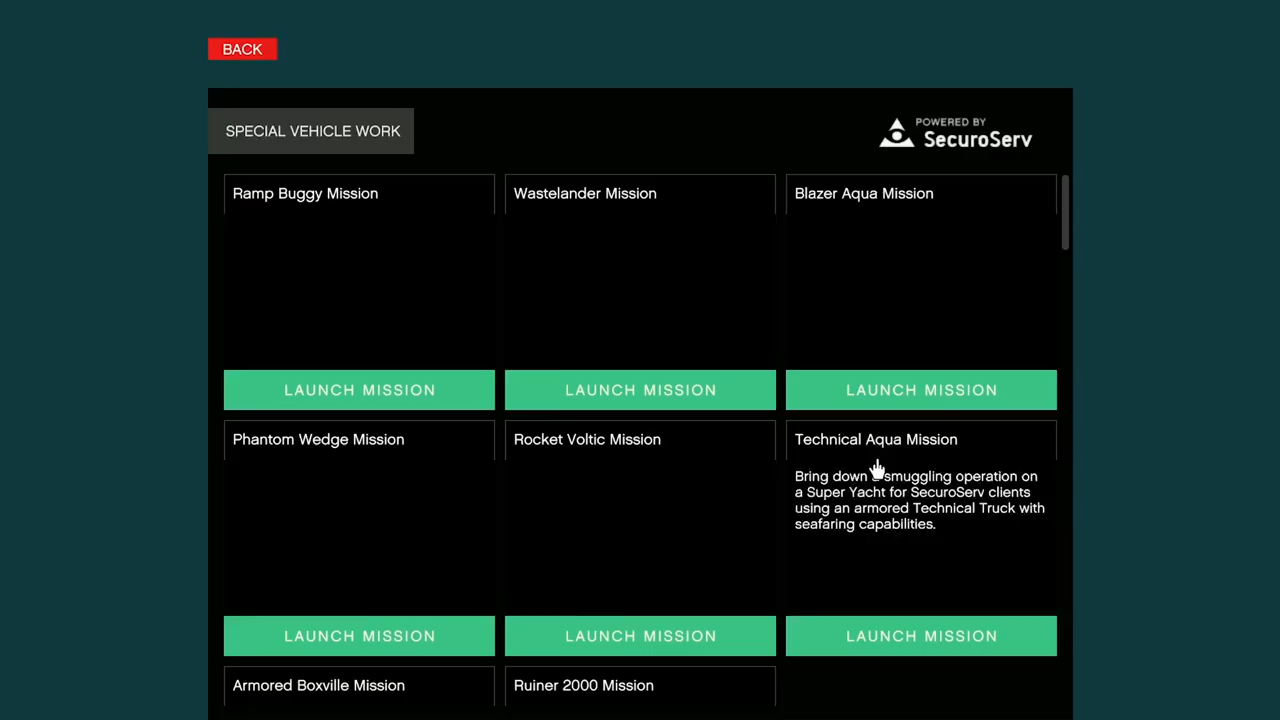 BACK
SPECIAL VEHICLE WORK
POWERED BY
SecuroServ
Ramp Buggy Mission
Wastelander Mission
Blazer Aqua Mission
LAUNCH MISSION
LAUNCH MISSION
LAUNCH MISSION
Phantom Wedge Mission
Rocket Voltic Mission
Technical Aqua Mission
Bring down a smuggling operation on
a Super Yacht for SecuroServ clients
using an armored Technical Truck with
seafaring capabilities.
LAUNCH MISSION
LAUNCH MISSION
LAUNCH MISSION
Armored Boxville Mission
Ruiner 2000 Mission